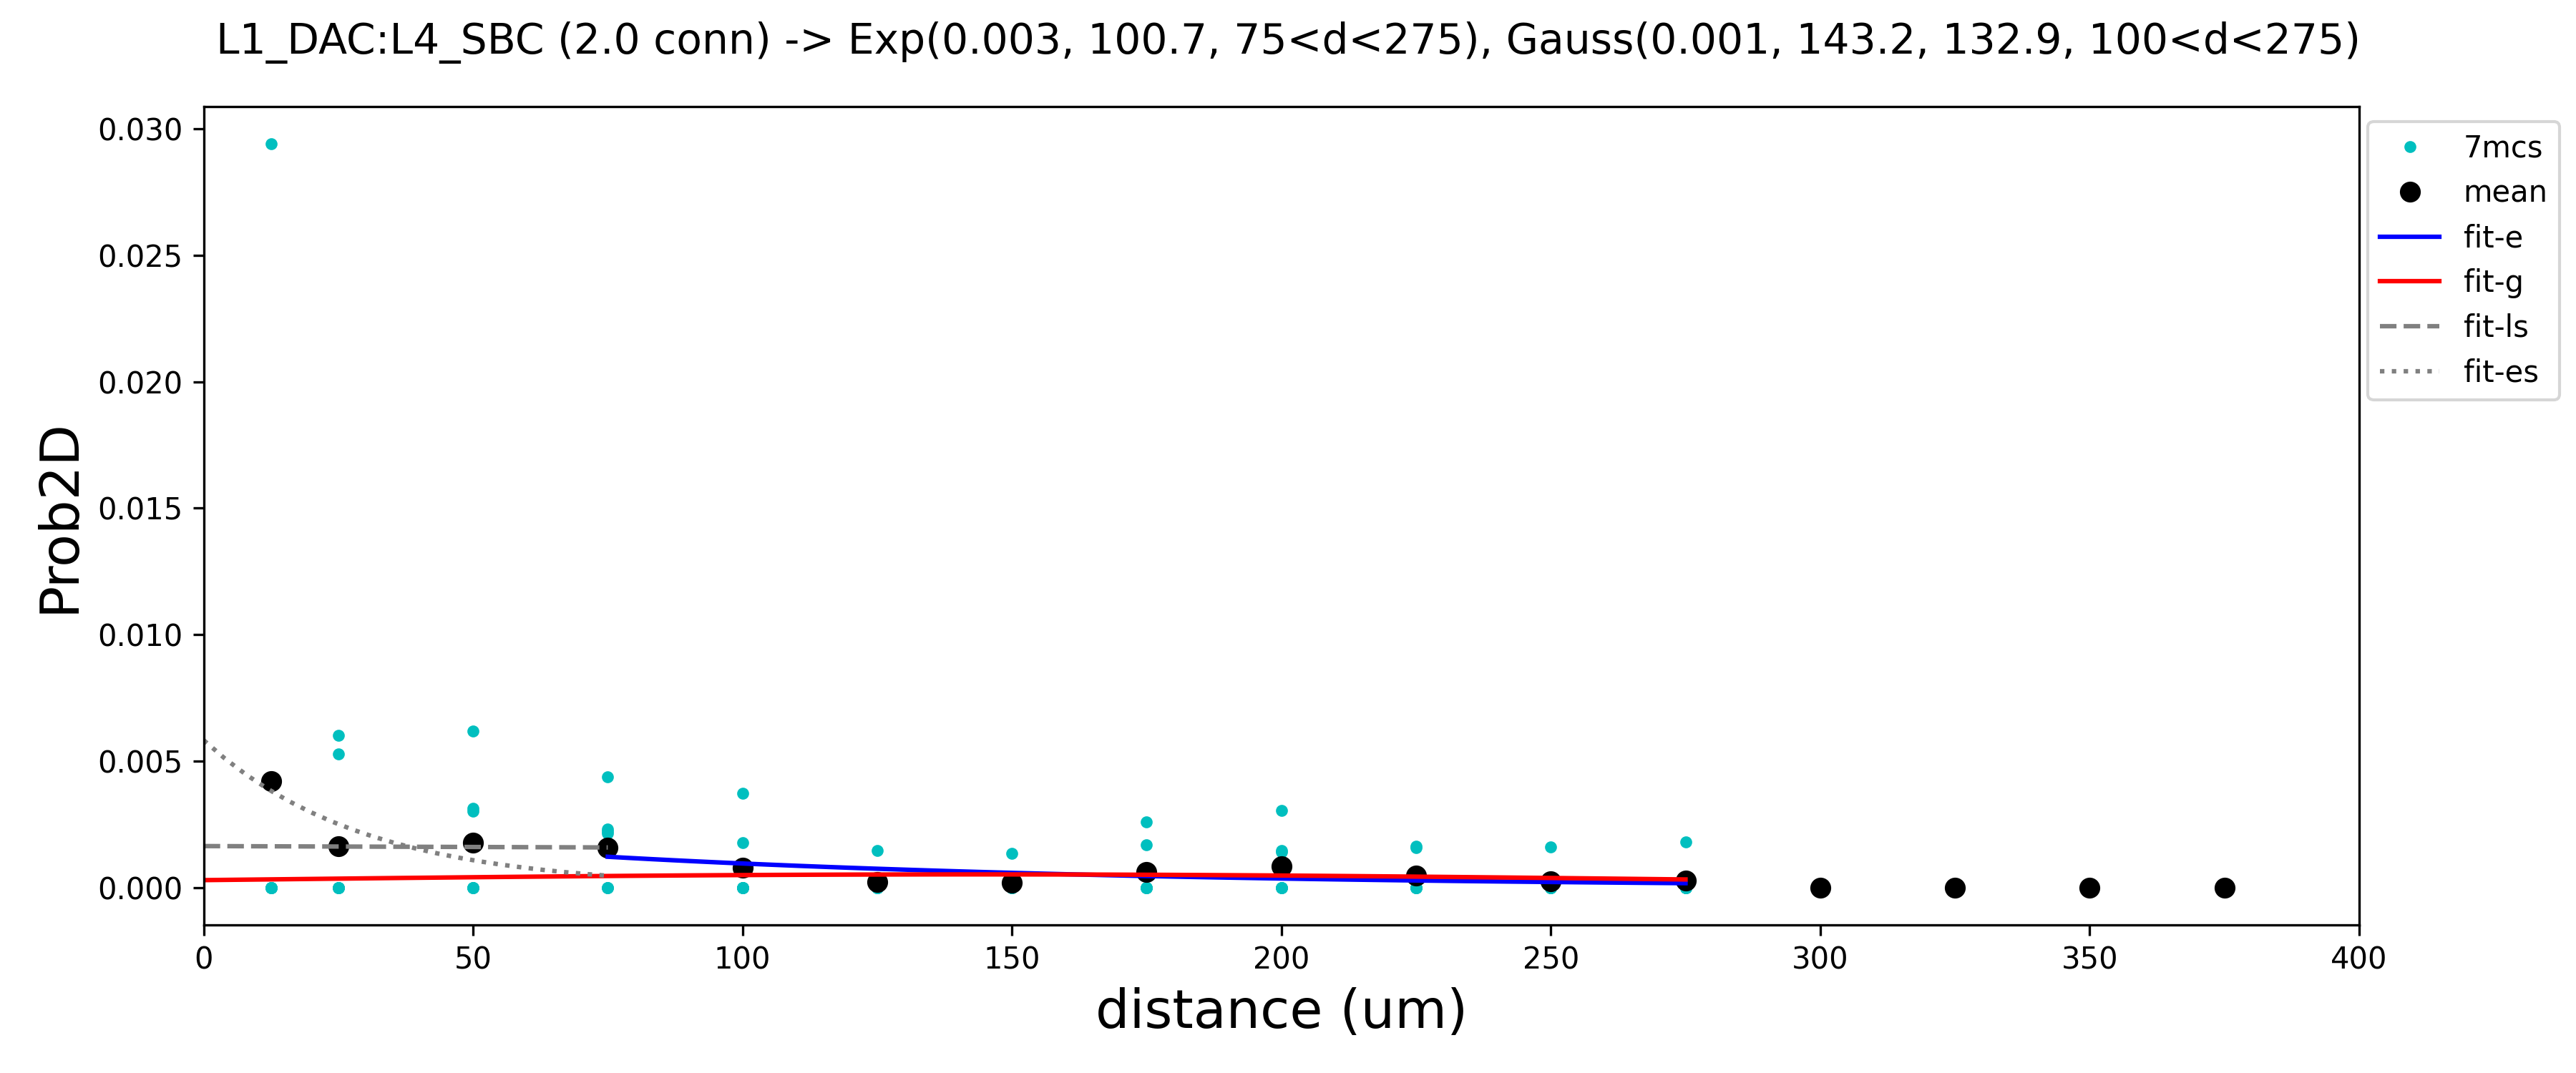 L1_DAC:L4_SBC (2.0 conn) -> Exp(0.003, 100.7, 75<d<275), Gauss(0.001, 143.2, 132.9, 100<d<275)
0.030
0.025
0.020
0.015
0.010
0.005
0.000
Prob2D
0 50 100 150 200 250 300 350 400
distance (um)
7mcs
mean
fit-e
fit-g
fit-ls
fit-es